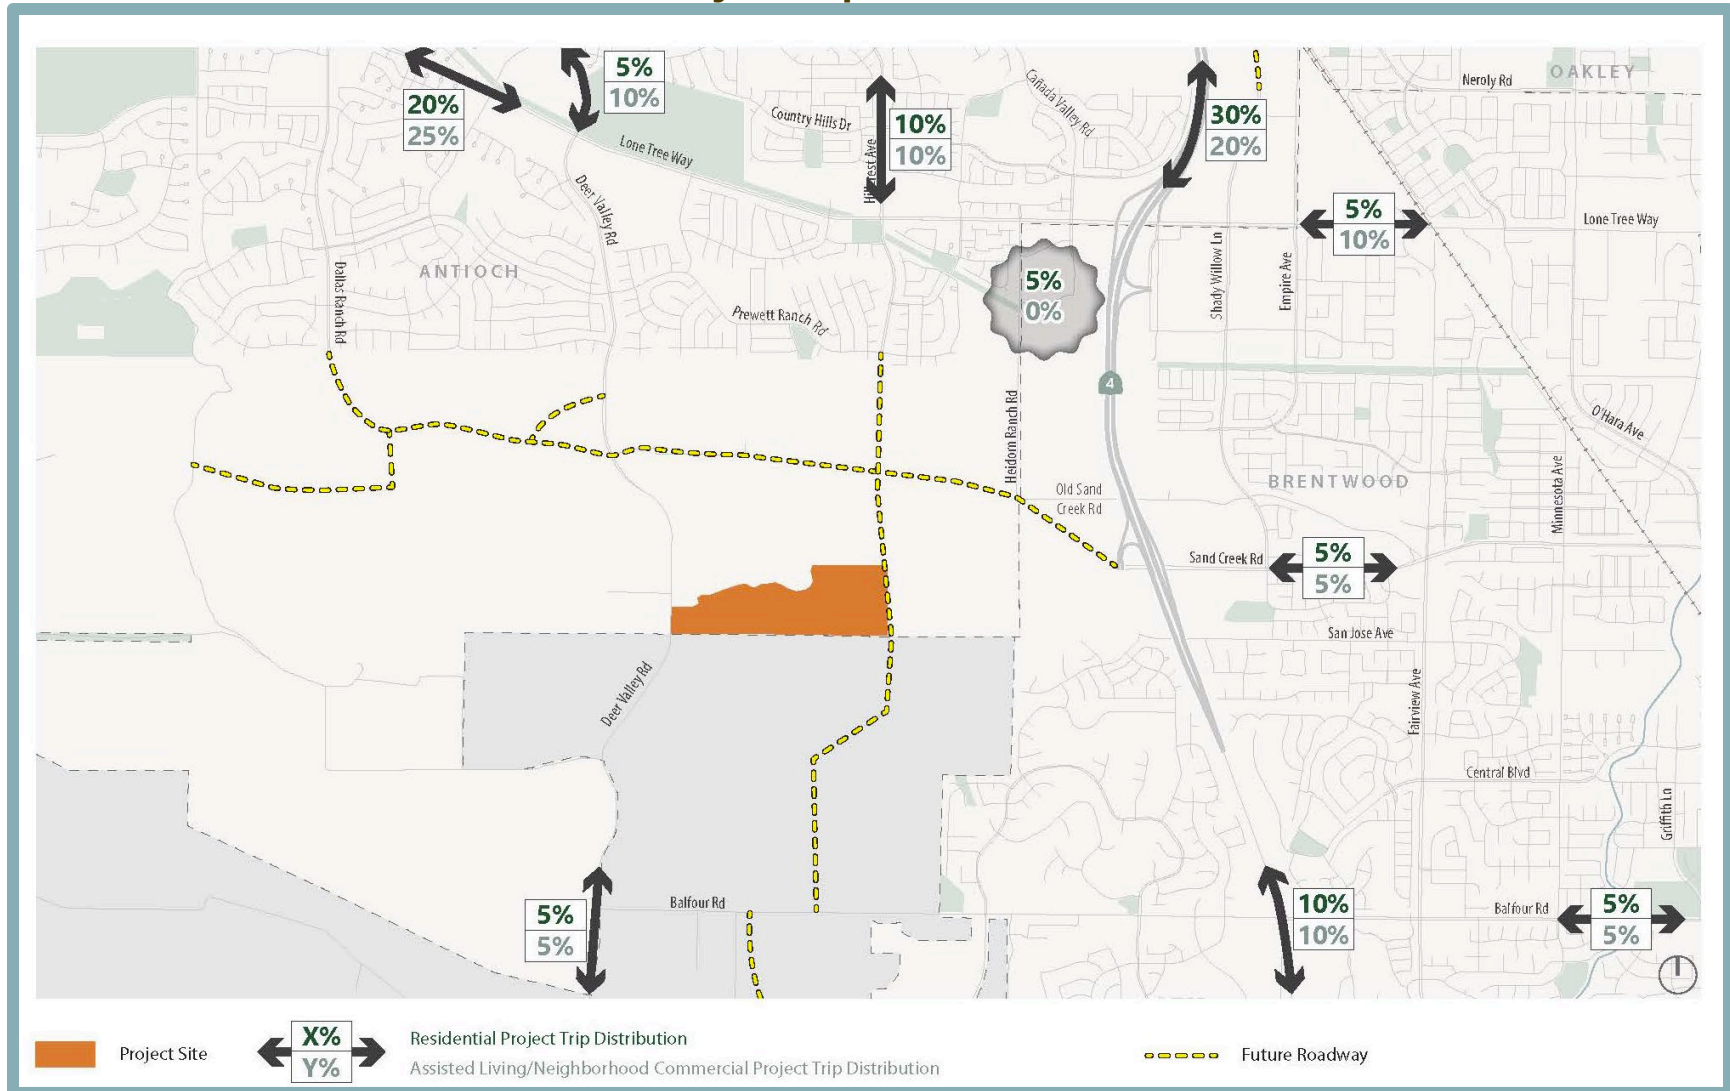 5%
10%
20%
25%
Country Hills Dr
Lone Tree Way
Hillcrest Ave
10%
10%
Cañada Valley Rd
30%
20%
Neroly Rd
OAKLEY
Deer Valley Rd
5%
10%
Lone Tree Way
ANTIOCH
Dallas Ranch Rd
Prewett Ranch Rd
5%
0%
Shady Willow Ln
Empire Ave
4
Heidorn Ranch Rd
O'Hara Ave
BRENTWOOD
Minnesota Ave
Old Sand
Creek Rd
Sand Creek Rd
5%
5%
San Jose Ave
Deer Valley Rd
Fairview Ave
Central Blvd
Griffith Ln
5%
5%
Balfour Rd
10%
10%
Balfour Rd
5%
5%
Project Site
X%
Y%
Residential Project Trip Distribution
Assisted Living/Neighborhood Commercial Project Trip Distribution
Future Roadway